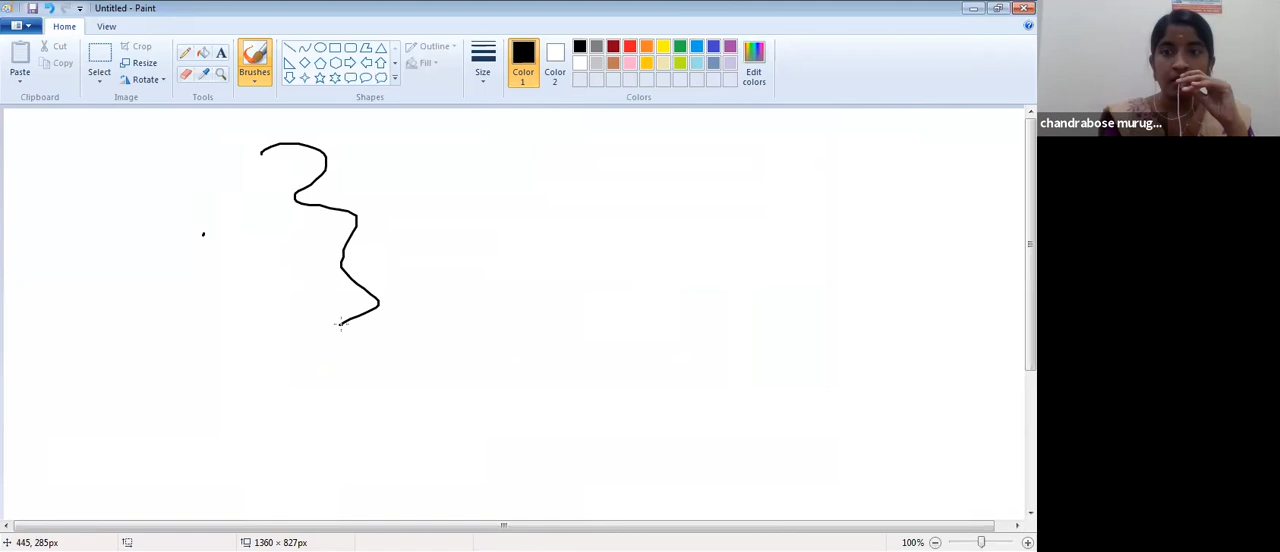 Untitled - Paint
Home
View
Paste
Cut
Copy
Clipboard
Select
Crop
Resize
Rotate
Image
Tools
Brushes
Shapes
Outline
Fill
Size
Color
1
Color
2
Edit
colors
Colors
chandrabose murug...
445, 285px
1360 × 827px
100%